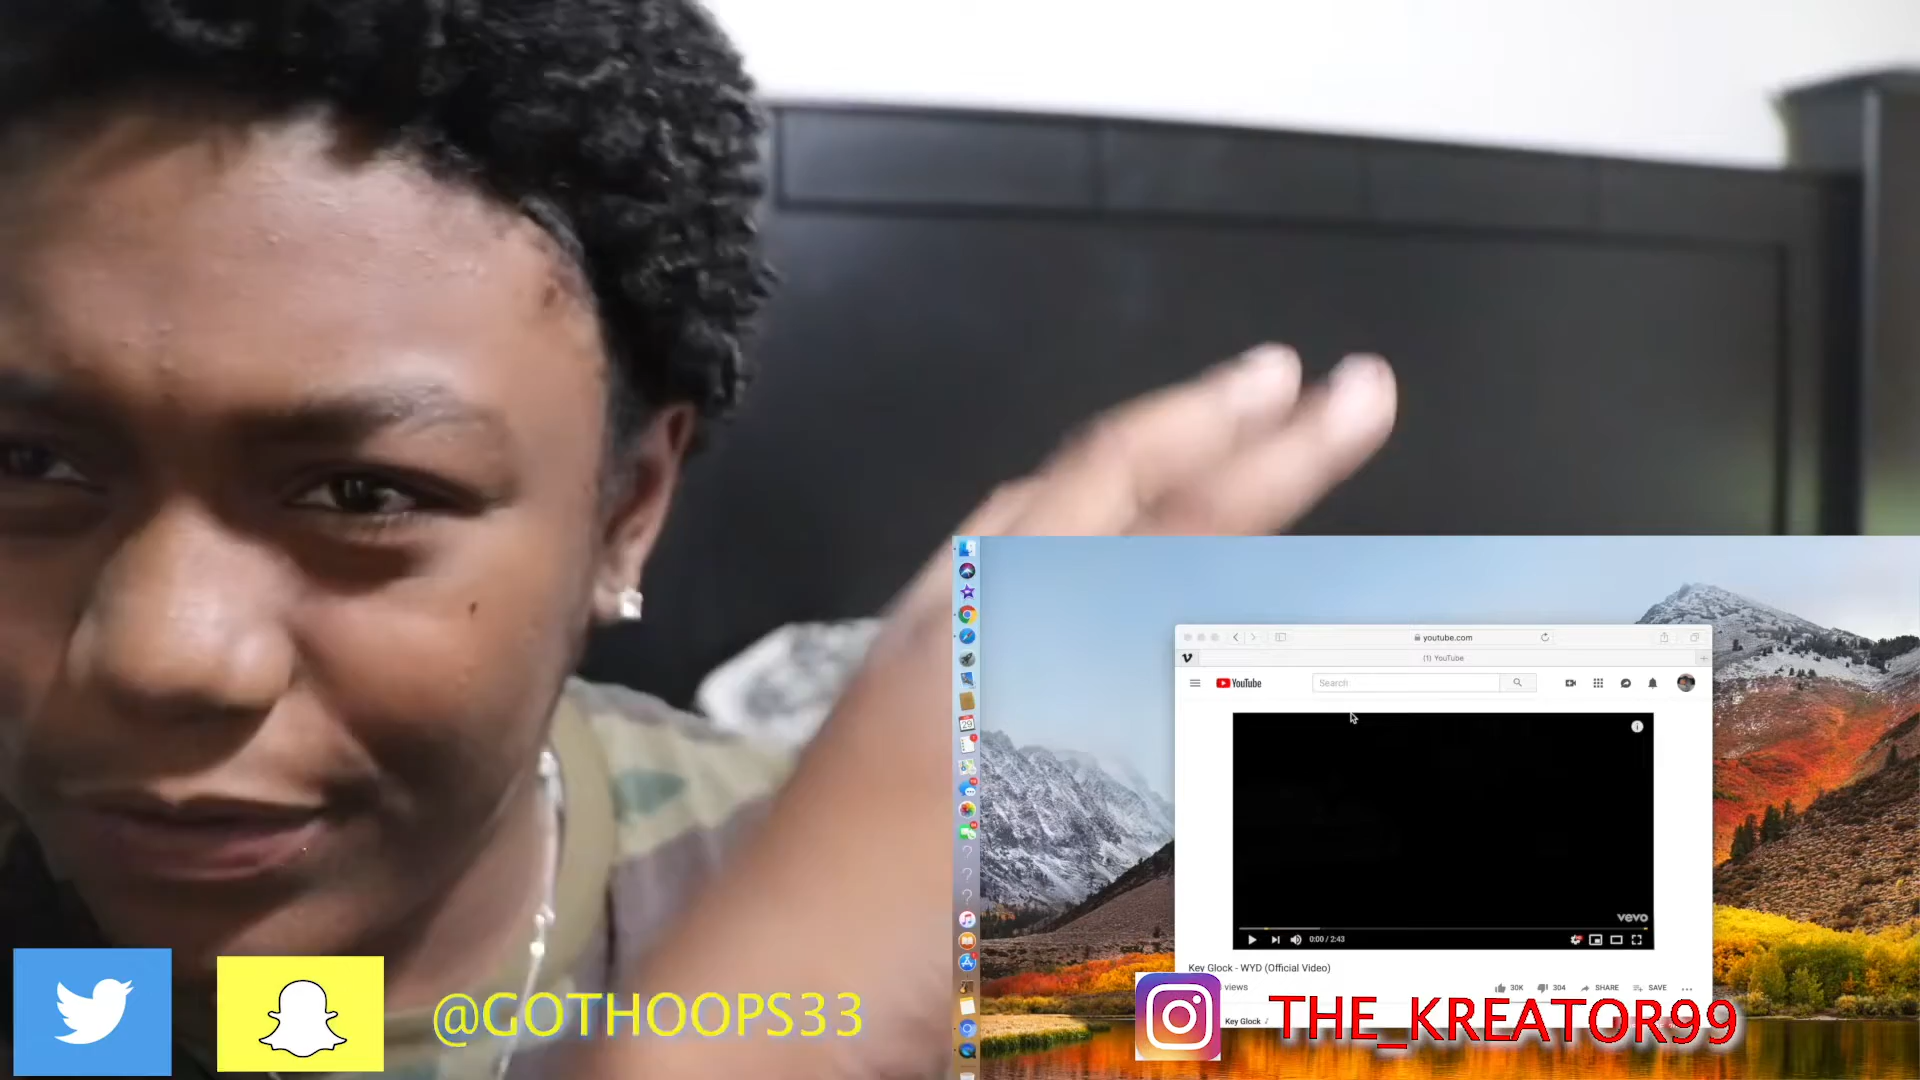 youtube.com
(1) YouTube
YouTube
Search
vevo
0:00 / 2:43
Key Glock - WYD (Official Video)
views
30K
304
SHARE
SAVE
Key Glock
@GOTHOOPS33
THE_KREATOR99